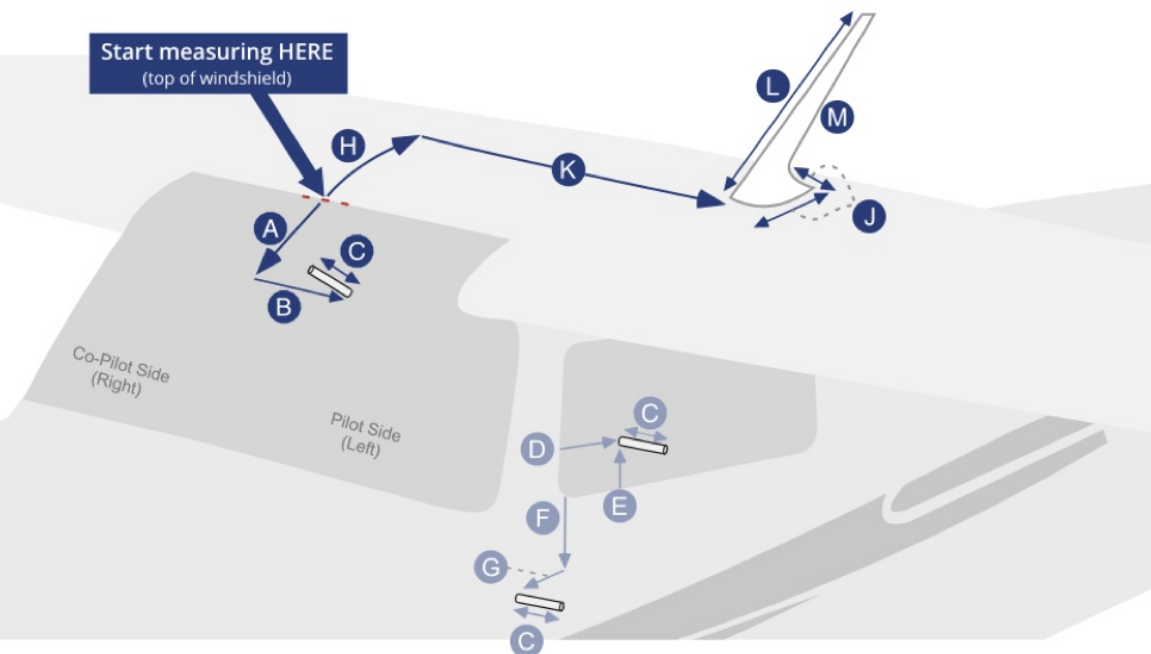 Start measuring HERE
(top of windshield)
L
M
H
K
J
A
C
B
Co-Pilot Side
(Right)
Pilot Side
(Left)
C
D
E
F
G
C